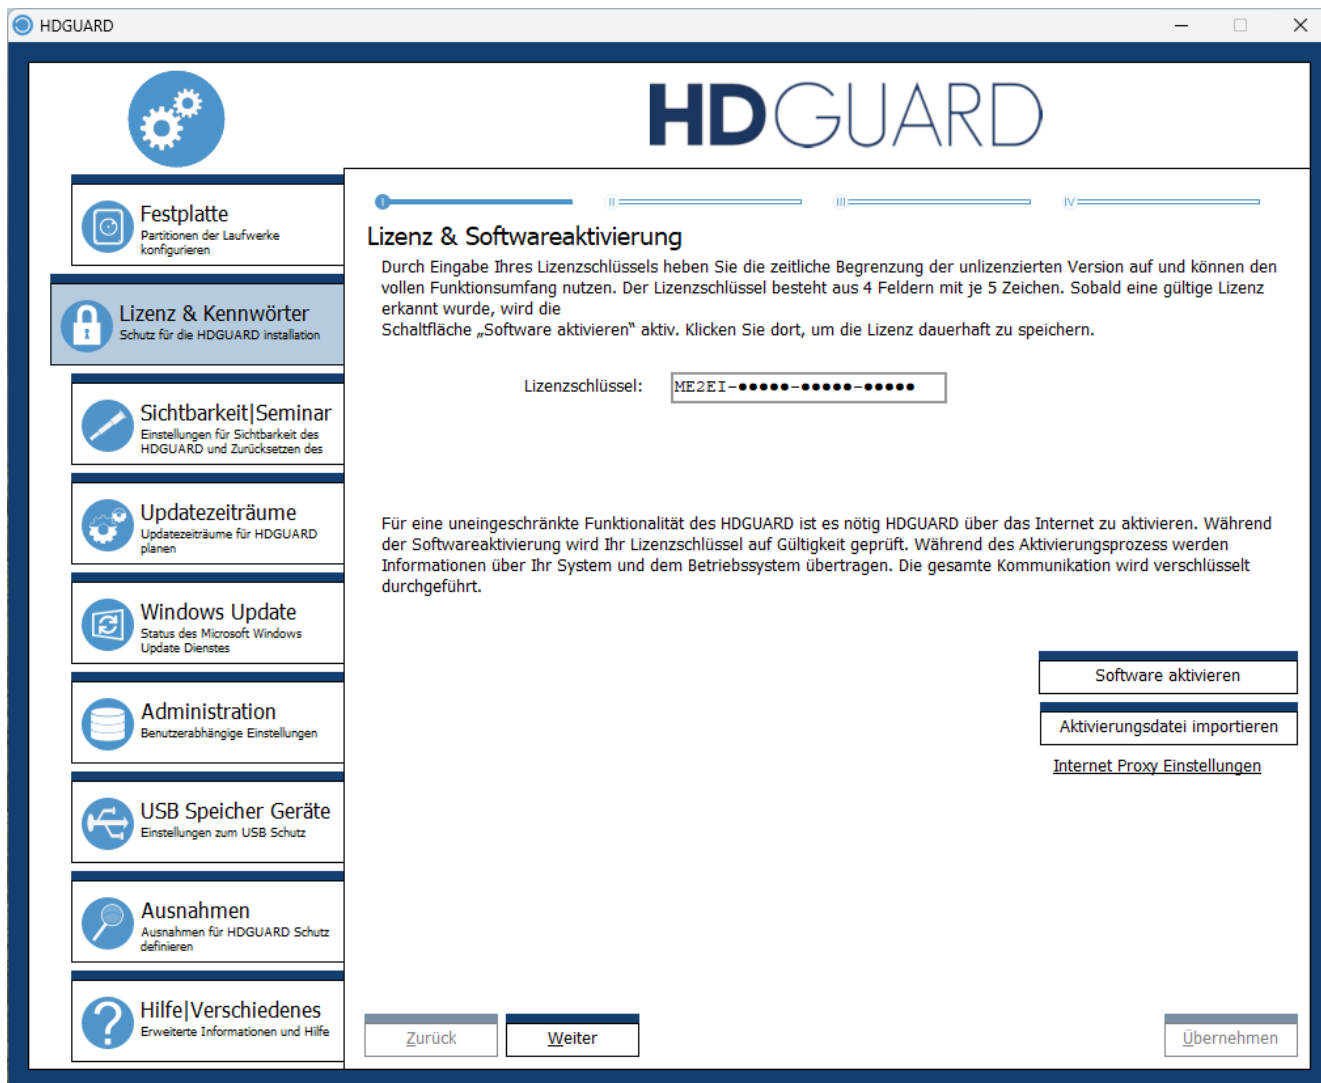 HDGUARD
HDGUARD
Festplatte
Partitionen der Laufwerke
konfigurieren
Lizenz & Kennwörter
Schutz für die HDGUARD installation
Sichtbarkeit|Seminar
Einstellungen für Sichtbarkeit des
HDGUARD und Zurücksetzen des
Updatezeiträume
Updatezeiträume für HDGUARD
planen
Windows Update
Status des Microsoft Windows
Update Dienstes
Administration
Benutzerabhängige Einstellungen
USB Speicher Geräte
Einstellungen zum USB Schutz
Ausnahmen
Ausnahmen für HDGUARD Schutz
definieren
Hilfe|Verschiedenes
Erweiterte Informationen und Hilfe
I II III IV
Lizenz & Softwareaktivierung
Durch Eingabe Ihres Lizenzschlüssels heben Sie die zeitliche Begrenzung der unlizenzierten Version auf und können den
vollen Funktionsumfang nutzen. Der Lizenzschlüssel besteht aus 4 Feldern mit je 5 Zeichen. Sobald eine gültige Lizenz
erkannt wurde, wird die
Schaltfläche „Software aktivieren" aktiv. Klicken Sie dort, um die Lizenz dauerhaft zu speichern.
Lizenzschlüssel: ME2EI-●●●●●-●●●●●-●●●●●
Für eine uneingeschränkte Funktionalität des HDGUARD ist es nötig HDGUARD über das Internet zu aktivieren. Während
der Softwareaktivierung wird Ihr Lizenzschlüssel auf Gültigkeit geprüft. Während des Aktivierungsprozess werden
Informationen über Ihr System und dem Betriebssystem übertragen. Die gesamte Kommunikation wird verschlüsselt
durchgeführt.
Software aktivieren
Aktivierungsdatei importieren
Internet Proxy Einstellungen
Zurück Weiter Übernehmen